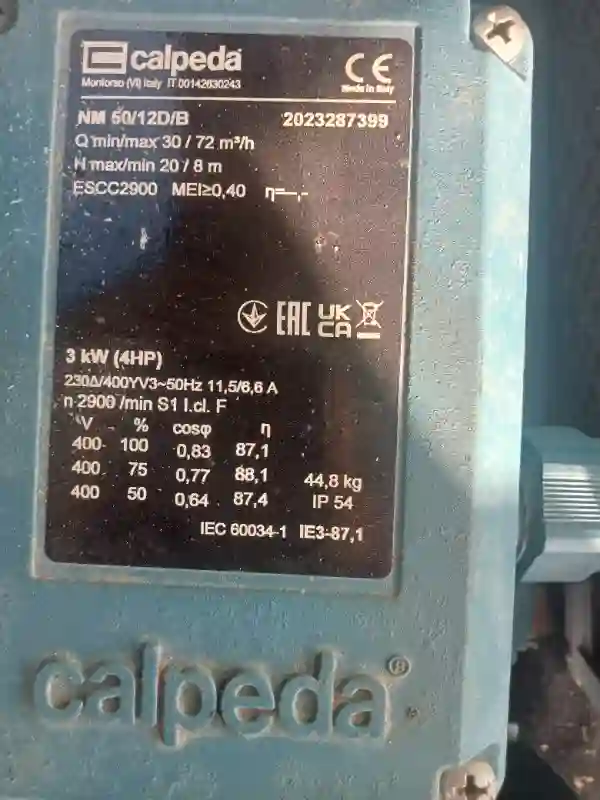 calpeda
Montorso (VI) Italy IT 00142630243
CE
Made in Italy
NM 50/12D/B 2023287399
Q min/max 30 / 72 m³/h
H max/min 20 / 8 m
ESCC2900 MEI≥0,40 η=—,-
EAC UK CA
3 kW (4HP)
230Δ/400YV3~50Hz 11,5/6,6 A
n 2900 /min S1 I.cl. F
V % cosφ η
400 100 0,83 87,1
400 75 0,77 88,1 44,8 kg
400 50 0,64 87,4 IP 54
IEC 60034-1 IE3-87,1
calpeda®